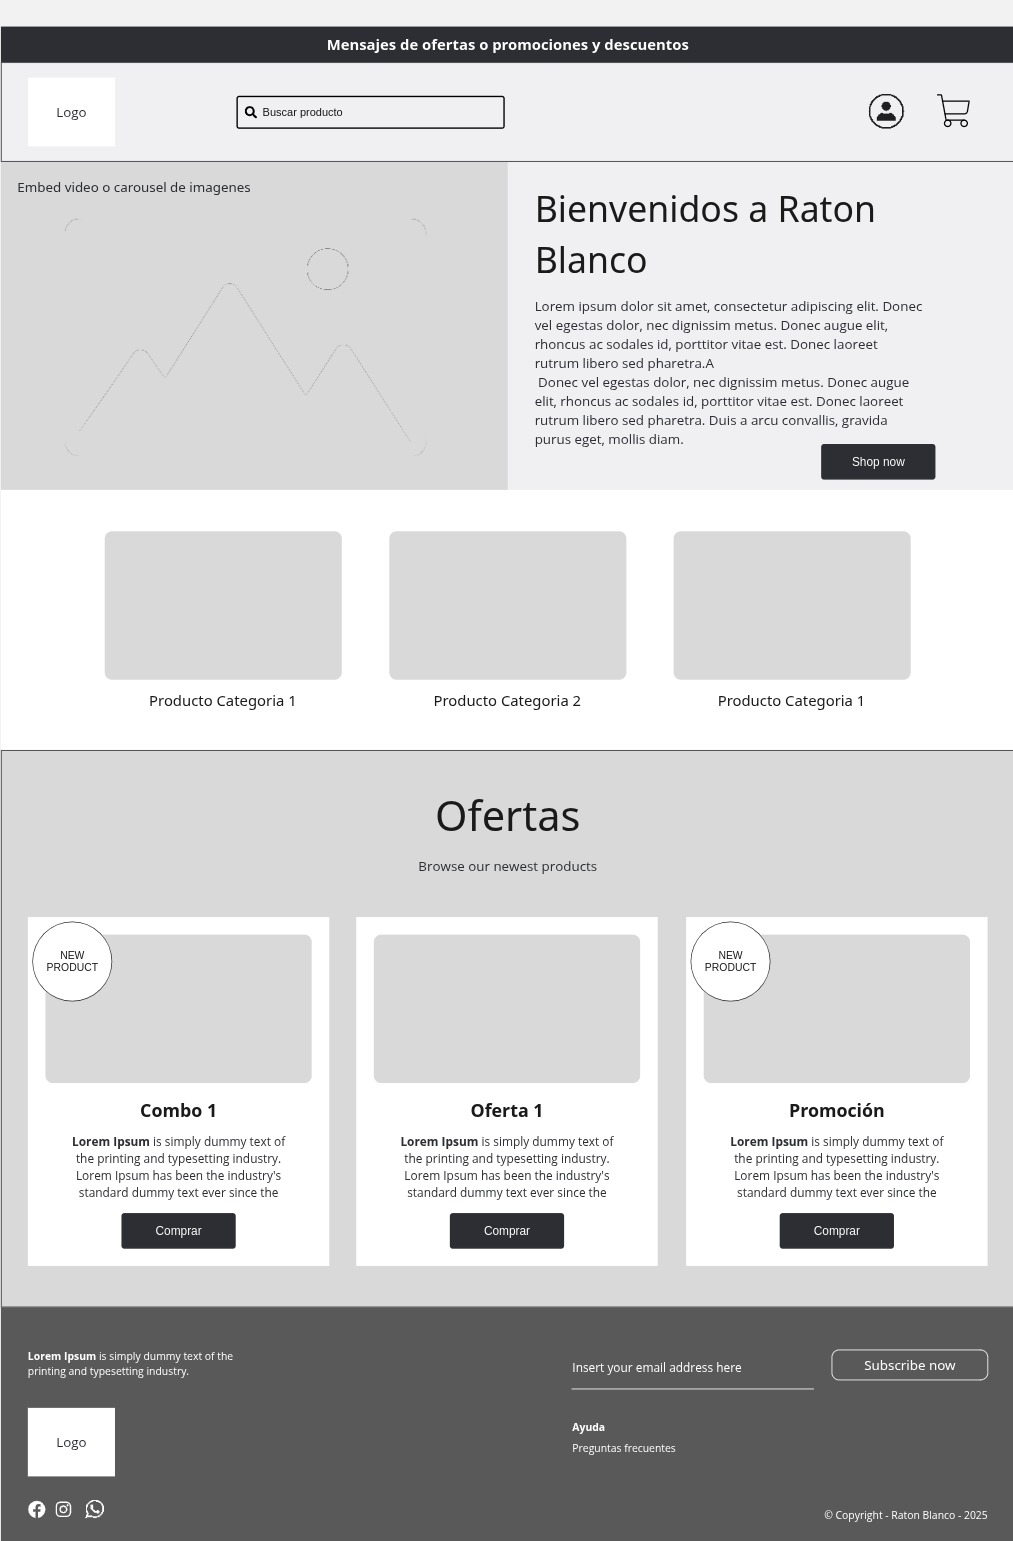 Mensajes de ofertas o promociones y descuentos
Logo
Buscar producto
Embed video o carousel de imagenes
Bienvenidos a Raton
Blanco
Lorem ipsum dolor sit amet, consectetur adipiscing elit. Donec
vel egestas dolor, nec dignissim metus. Donec augue elit,
rhoncus ac sodales id, porttitor vitae est. Donec laoreet
rutrum libero sed pharetra.A
Donec vel egestas dolor, nec dignissim metus. Donec augue
elit, rhoncus ac sodales id, porttitor vitae est. Donec laoreet
rutrum libero sed pharetra. Duis a arcu convallis, gravida
purus eget, mollis diam.
Shop now
Producto Categoria 1
Producto Categoria 2
Producto Categoria 1
Ofertas
Browse our newest products
NEW
PRODUCT
Combo 1
Lorem Ipsum is simply dummy text of
the printing and typesetting industry.
Lorem Ipsum has been the industry's
standard dummy text ever since the
Comprar
Oferta 1
Lorem Ipsum is simply dummy text of
the printing and typesetting industry.
Lorem Ipsum has been the industry's
standard dummy text ever since the
Comprar
NEW
PRODUCT
Promoción
Lorem Ipsum is simply dummy text of
the printing and typesetting industry.
Lorem Ipsum has been the industry's
standard dummy text ever since the
Comprar
Lorem Ipsum is simply dummy text of the
printing and typesetting industry.
Logo
Insert your email address here
Subscribe now
Ayuda
Preguntas frecuentes
© Copyright - Raton Blanco - 2025